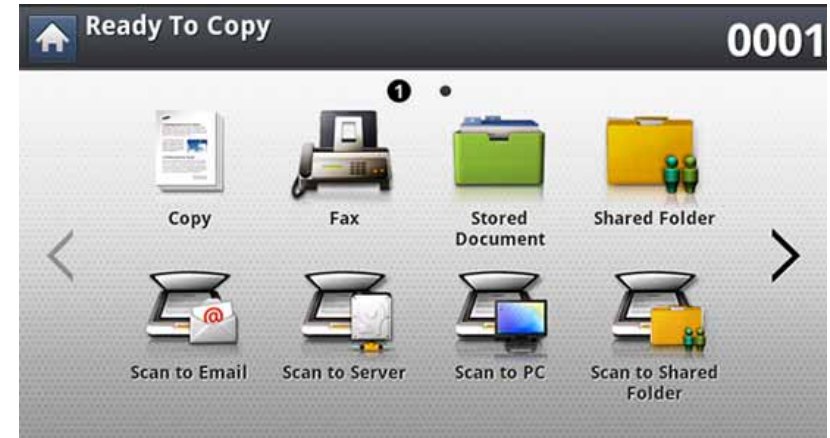 Ready To Copy
0001
1
Copy
Fax
Stored
Document
Shared Folder
@
Scan to Email
Scan to Server
Scan to PC
Scan to Shared
Folder